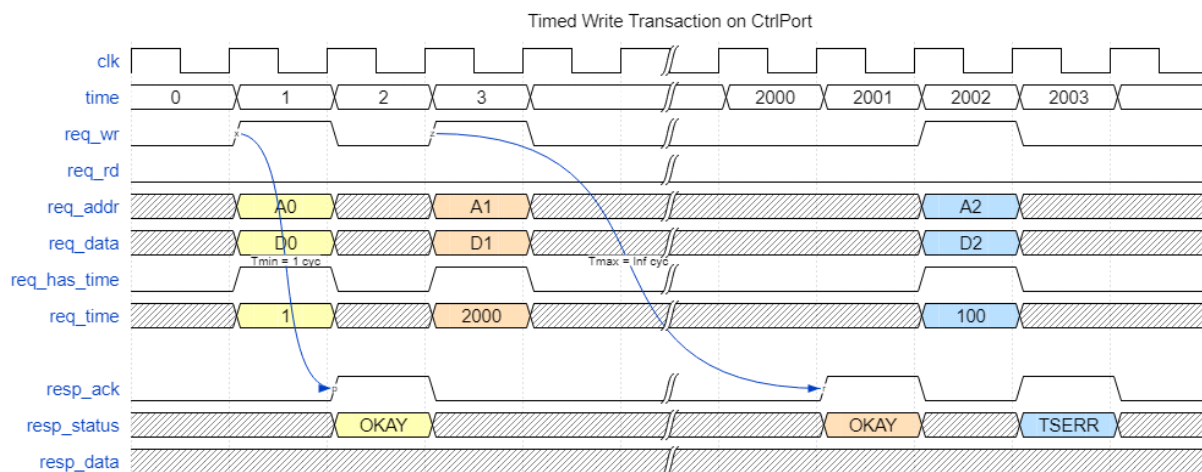 Timed Write Transaction on CtrlPort
clk
time 0 1 2 3 2000 2001 2002 2003
req_wr
req_rd
req_addr A0 A1 A2
req_data D0 D1 D2
Tmin = 1 cyc Tmax = Inf cyc
req_has_time
req_time 1 2000 100
resp_ack
resp_status OKAY OKAY TSERR
resp_data